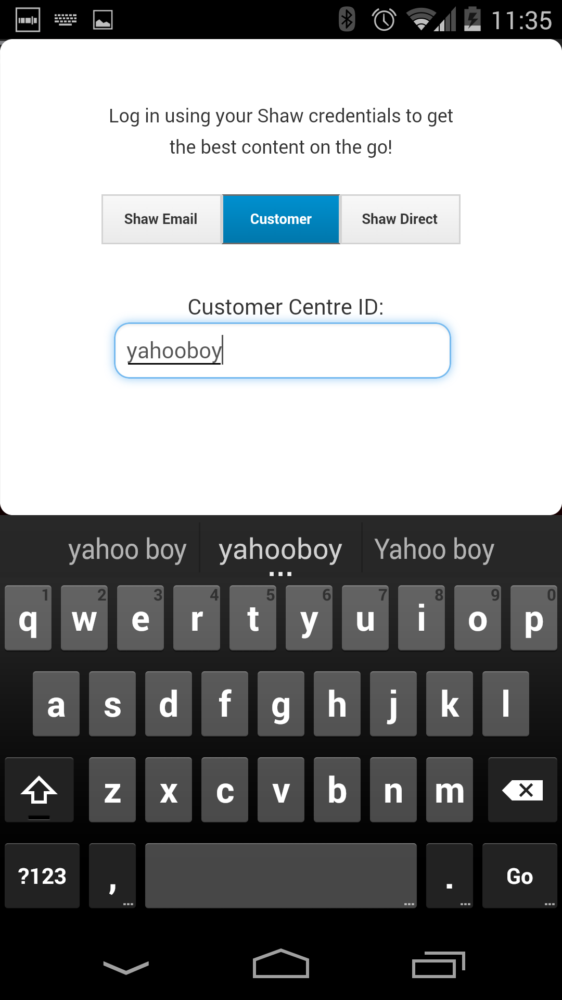 11:35
Log in using your Shaw credentials to get
the best content on the go!
Shaw Email Customer Shaw Direct
Customer Centre ID:
yahooboy
yahoo boy yahooboy Yahoo boy
...
1 2 3 4 5 6 7 8 9 0
q w e r t y u i o p
a s d f g h j k l
z x c v b n m
?123 , . Go